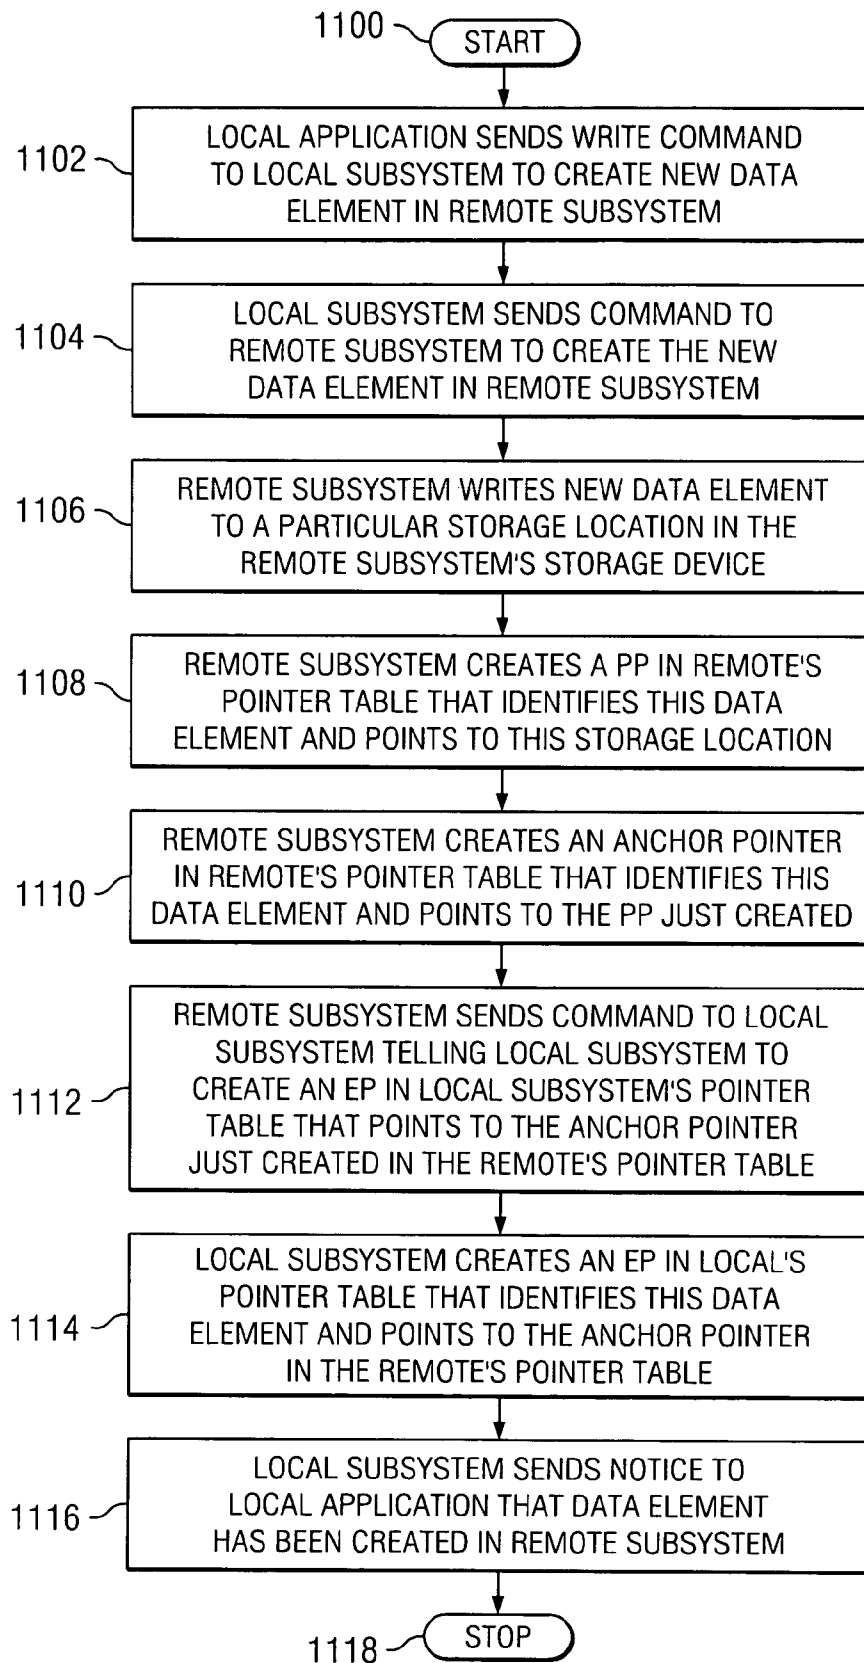 1100
START
1102
LOCAL APPLICATION SENDS WRITE COMMAND
TO LOCAL SUBSYSTEM TO CREATE NEW DATA
ELEMENT IN REMOTE SUBSYSTEM
1104
LOCAL SUBSYSTEM SENDS COMMAND TO
REMOTE SUBSYSTEM TO CREATE THE NEW
DATA ELEMENT IN REMOTE SUBSYSTEM
1106
REMOTE SUBSYSTEM WRITES NEW DATA ELEMENT
TO A PARTICULAR STORAGE LOCATION IN THE
REMOTE SUBSYSTEM'S STORAGE DEVICE
1108
REMOTE SUBSYSTEM CREATES A PP IN REMOTE'S
POINTER TABLE THAT IDENTIFIES THIS DATA
ELEMENT AND POINTS TO THIS STORAGE LOCATION
1110
REMOTE SUBSYSTEM CREATES AN ANCHOR POINTER
IN REMOTE'S POINTER TABLE THAT IDENTIFIES THIS
DATA ELEMENT AND POINTS TO THE PP JUST CREATED
1112
REMOTE SUBSYSTEM SENDS COMMAND TO LOCAL
SUBSYSTEM TELLING LOCAL SUBSYSTEM TO
CREATE AN EP IN LOCAL SUBSYSTEM'S POINTER
TABLE THAT POINTS TO THE ANCHOR POINTER
JUST CREATED IN THE REMOTE'S POINTER TABLE
1114
LOCAL SUBSYSTEM CREATES AN EP IN LOCAL'S
POINTER TABLE THAT IDENTIFIES THIS DATA
ELEMENT AND POINTS TO THE ANCHOR POINTER
IN THE REMOTE'S POINTER TABLE
1116
LOCAL SUBSYSTEM SENDS NOTICE TO
LOCAL APPLICATION THAT DATA ELEMENT
HAS BEEN CREATED IN REMOTE SUBSYSTEM
1118
STOP